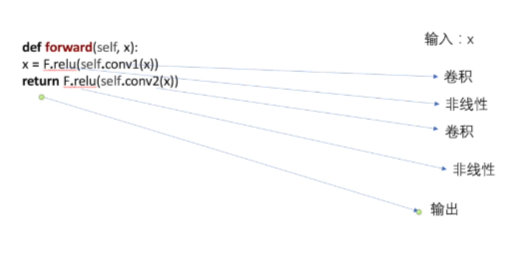 def forward(self, x):
x = F.relu(self.conv1(x))
return F.relu(self.conv2(x))
输入：x
卷积
非线性
卷积
非线性
输出